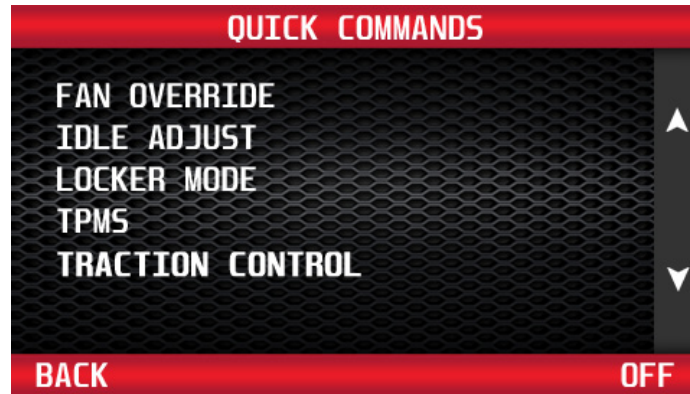 QUICK COMMANDS
FAN OVERRIDE
IDLE ADJUST
LOCKER MODE
TPMS
TRACTION CONTROL
BACK
OFF